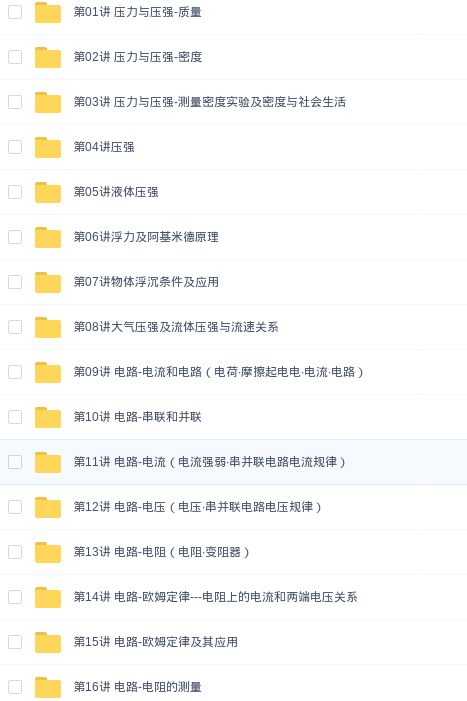 第01讲 压力与压强-质量
第02讲 压力与压强-密度
第03讲 压力与压强-测量密度实验及密度与社会生活
第04讲压强
第05讲液体压强
第06讲浮力及阿基米德原理
第07讲物体浮沉条件及应用
第08讲大气压强及流体压强与流速关系
第09讲 电路-电流和电路（电荷·摩擦起电电·电流·电路）
第10讲 电路-串联和并联
第11讲 电路-电流（电流强弱·串并联电路电流规律）
第12讲 电路-电压（电压·串并联电路电压规律）
第13讲 电路-电阻（电阻·变阻器）
第14讲 电路-欧姆定律---电阻上的电流和两端电压关系
第15讲 电路-欧姆定律及其应用
第16讲 电路-电阻的测量